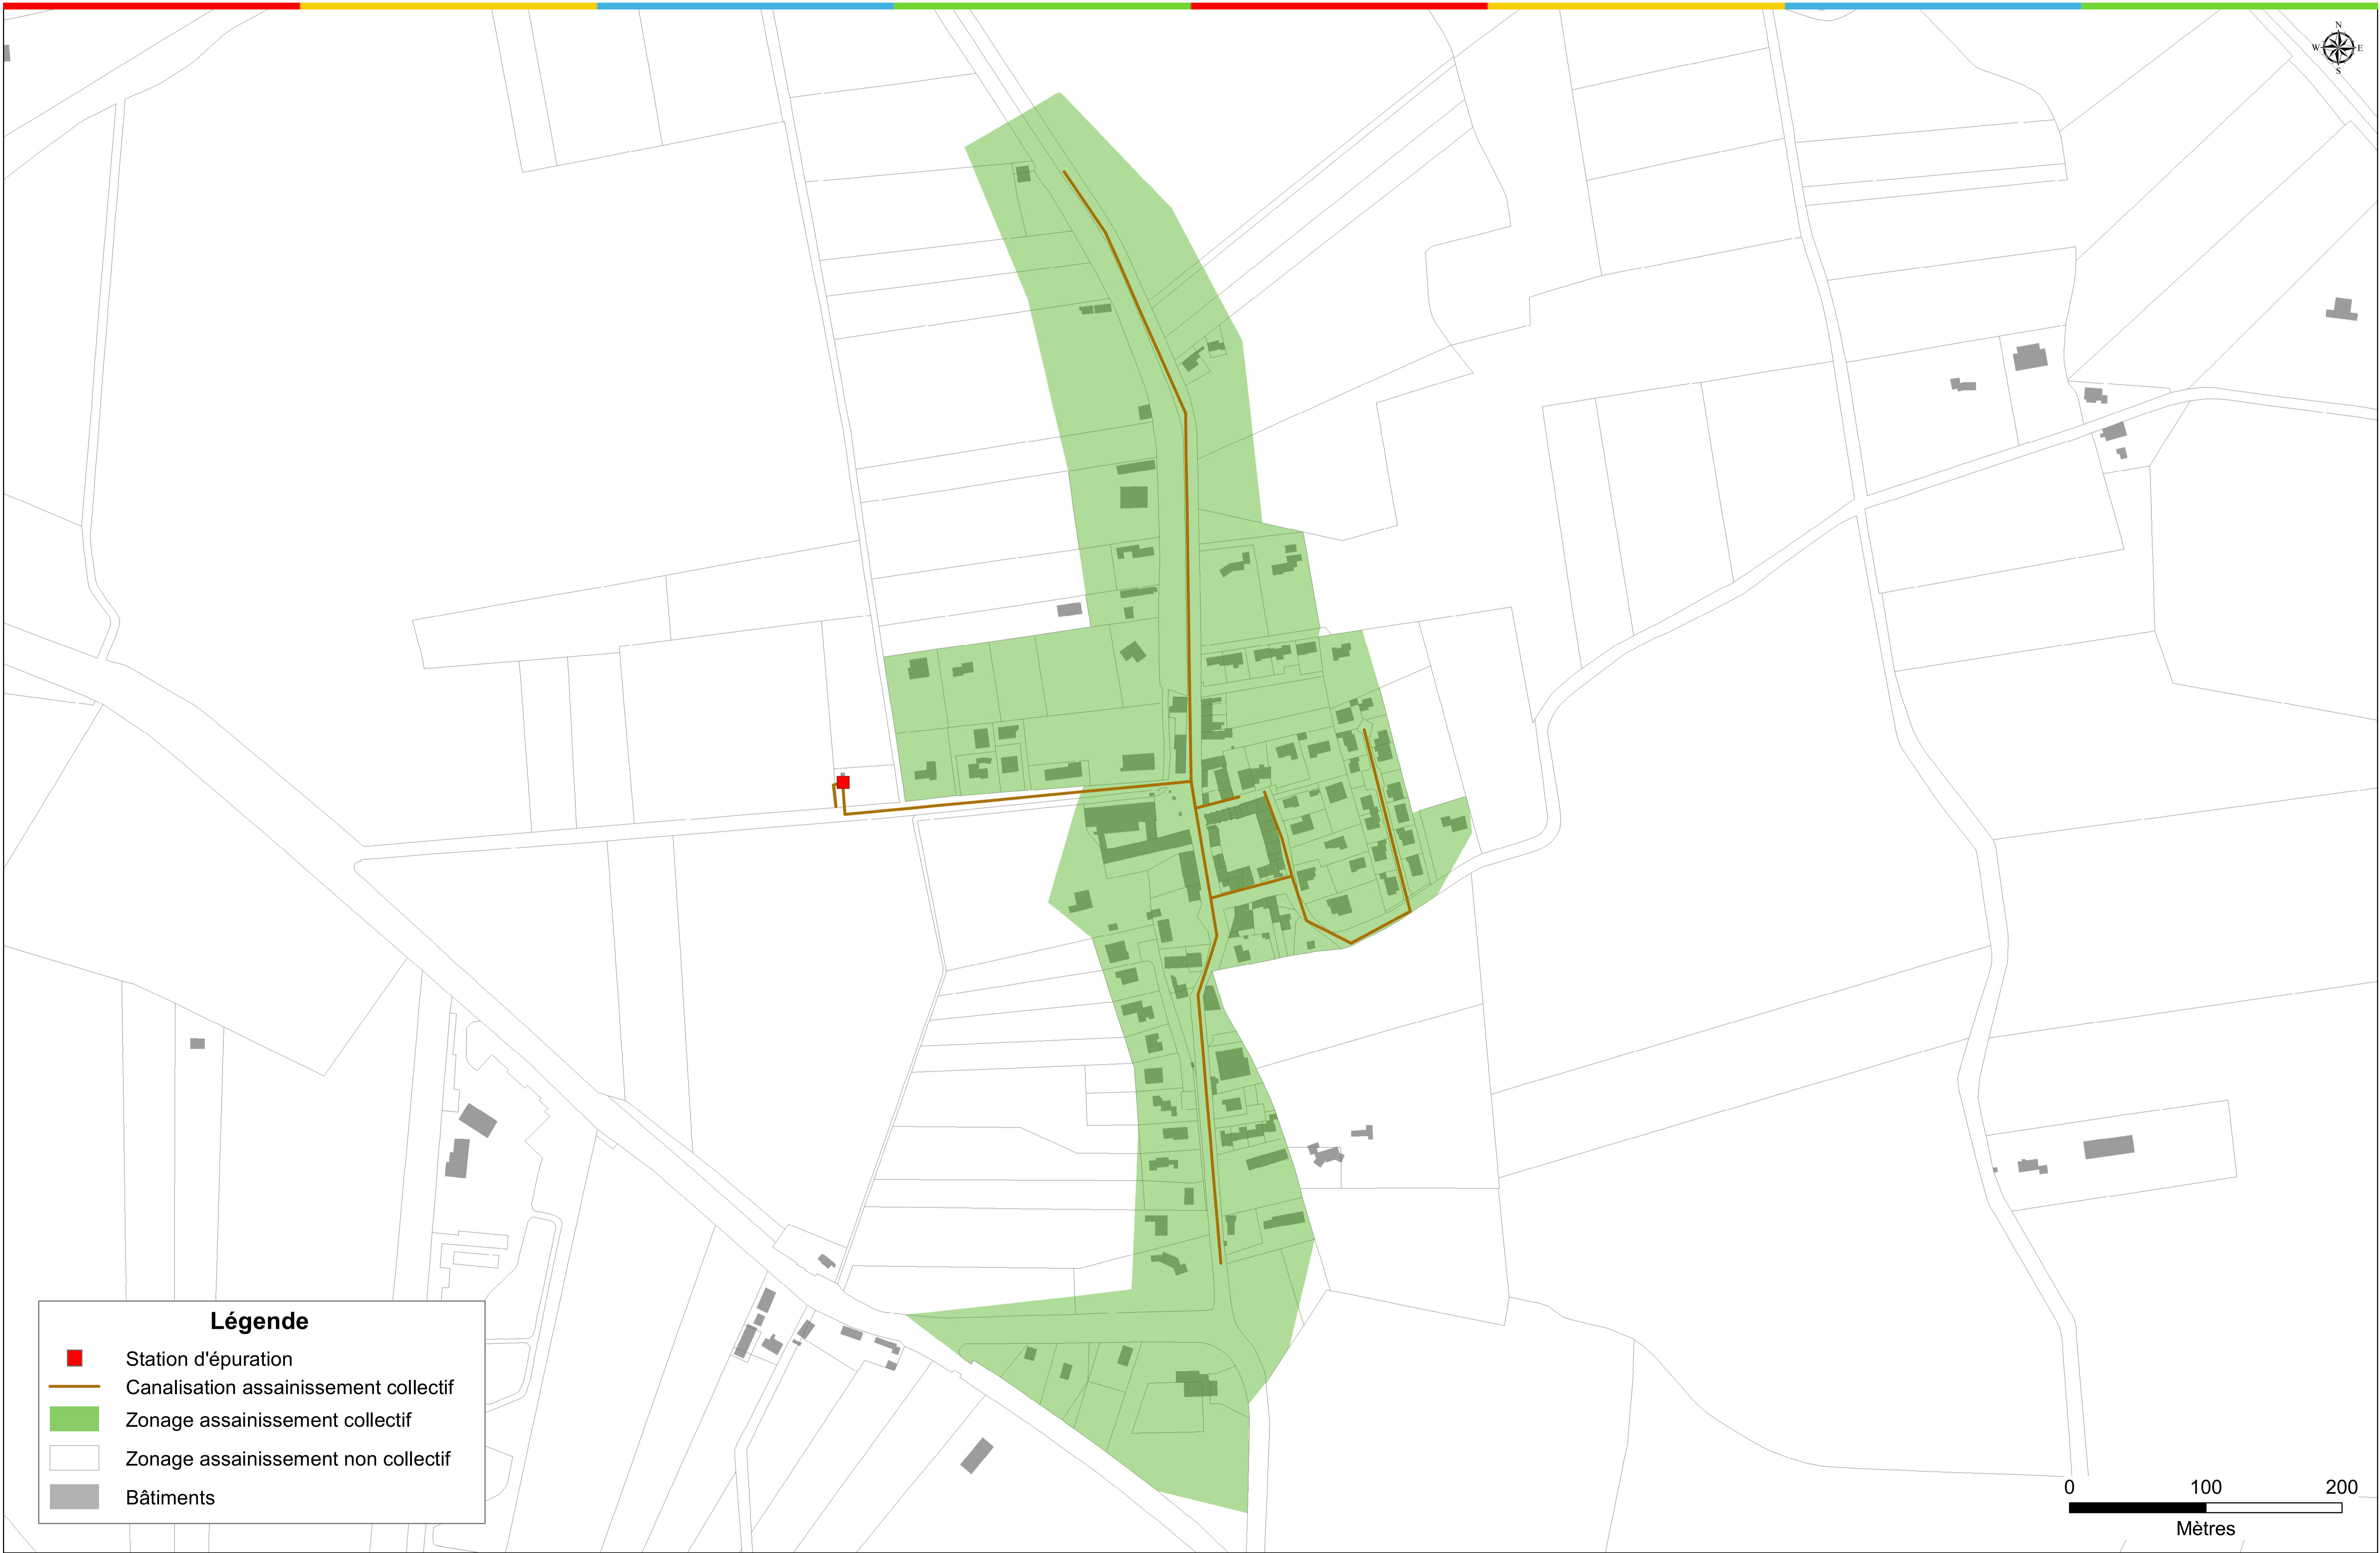 N
W E
S
Légende
Station d'épuration
Canalisation assainissement collectif
Zonage assainissement collectif
Zonage assainissement non collectif
Bâtiments
0 100 200
Mètres